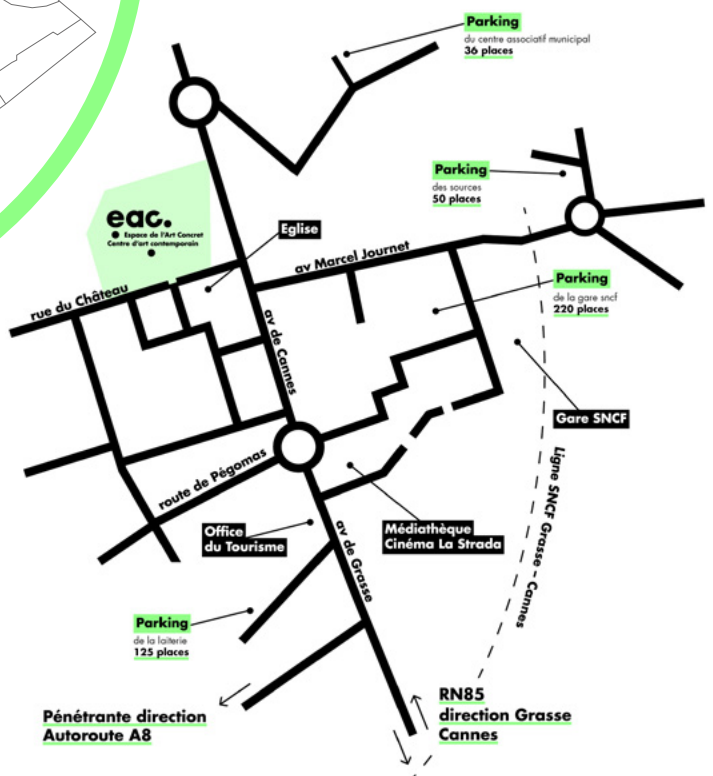 Parking
du centre associatif municipal
36 places
Parking
des sources
50 places
eac.
Espace de l'Art Concret
Centre d'art contemporain
Eglise
av Marcel Journet
rue du Château
Parking
de la gare sncf
220 places
av de Cannes
Gare SNCF
route de Pégomas
Ligne SNCF Grasse - Cannes
Office
du Tourisme
Médiathèque
Cinéma La Strada
av de Grasse
Parking
de la laiterie
125 places
RN85
direction Grasse
Cannes
Pénétrante direction
Autoroute A8